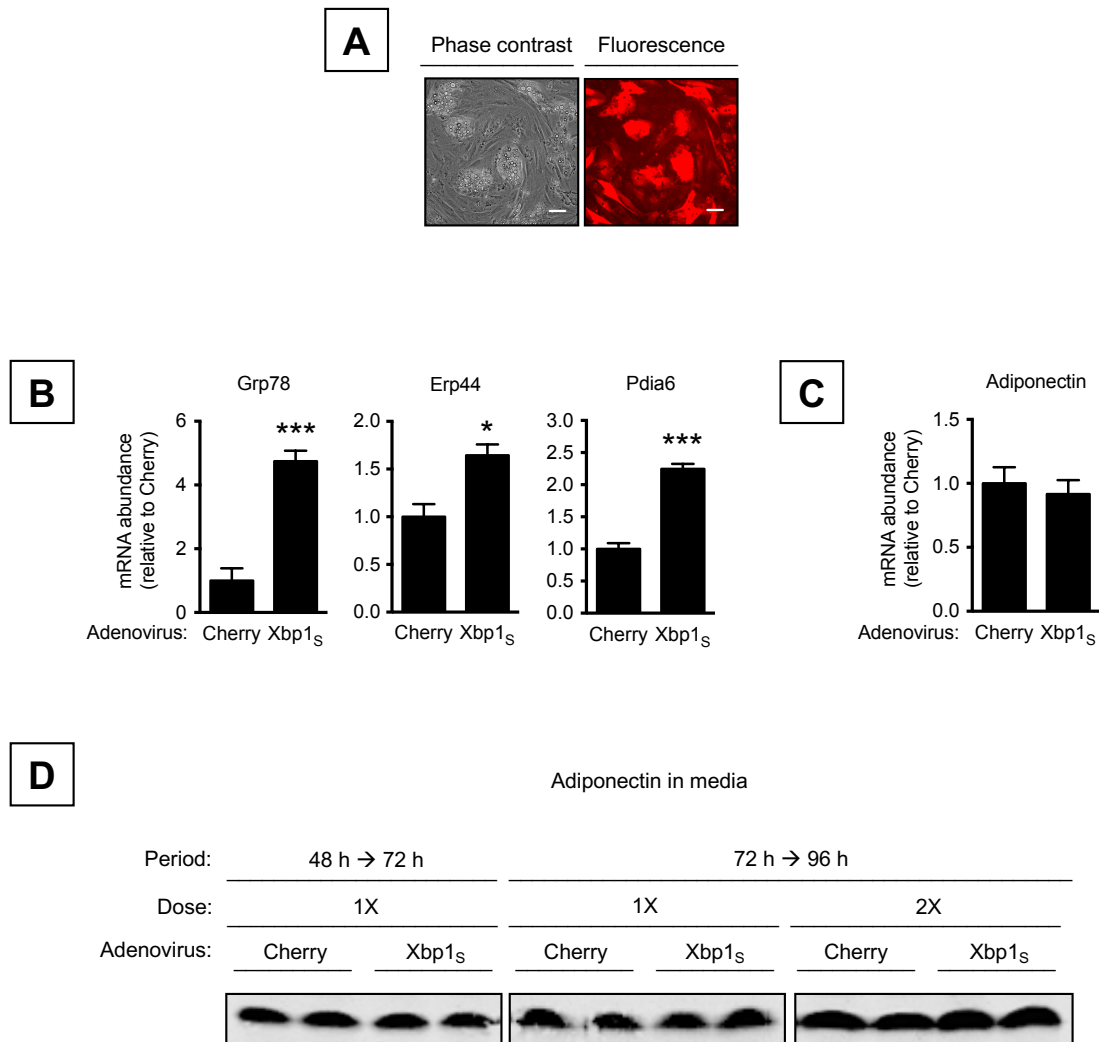 A
Phase contrast Fluorescence
B
Grp78 Erp44 Pdia6
mRNA abundance
(relative to Cherry)
6
4
2
0
2.0
1.5
1.0
0.5
0.0
3.0
2.5
2.0
1.5
1.0
0.5
0.0
*** * ***
Adenovirus: Cherry Xbp1S Cherry Xbp1S Cherry Xbp1S
C
Adiponectin
mRNA abundance
(relative to Cherry)
1.5
1.0
0.5
0.0
Adenovirus: Cherry Xbp1S
D
Adiponectin in media
Period: 48 h → 72 h 72 h → 96 h
Dose: 1X 1X 2X
Adenovirus: Cherry Xbp1S Cherry Xbp1S Cherry Xbp1S